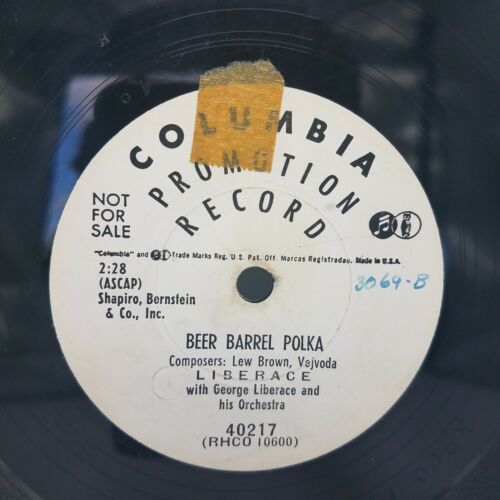 COLUMBIA
PROMOTION
RECORD
NOT
FOR
SALE
"Columbia" and Trade Marks Reg. U.S. Pat. Off. Marcas Registradas. Made in U.S.A.
2:28
(ASCAP)
Shapiro, Bernstein
& Co., Inc.
3069-B
BEER BARREL POLKA
Composers: Lew Brown, Vejvoda
LIBERACE
with George Liberace and
his Orchestra
40217
(RHCO 10600)